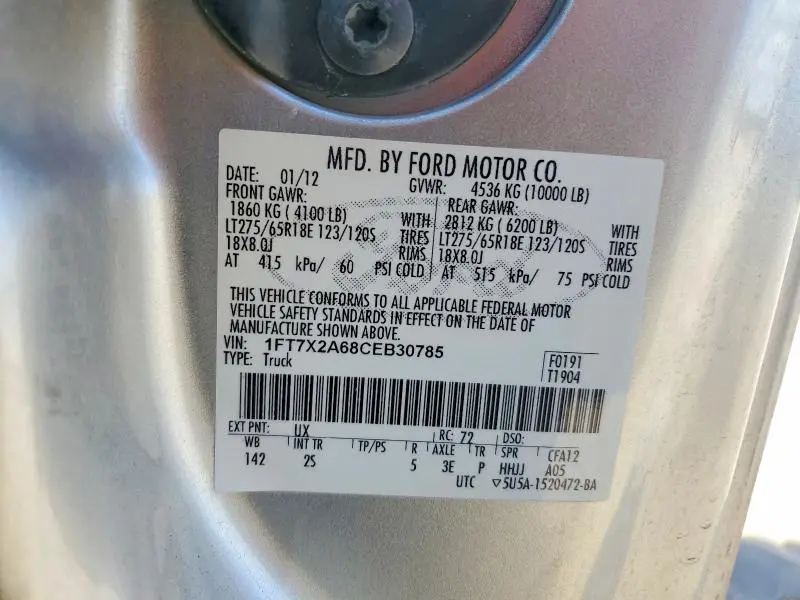 MFD. BY FORD MOTOR CO.
DATE: 01/12 GVWR: 4536 KG (10000 LB)
FRONT GAWR: REAR GAWR:
1860 KG ( 4100 LB) WITH 2812 KG ( 6200 LB) WITH
LT275/65R18E 123/120S TIRES LT275/65R18E 123/120S TIRES
18X8.0J RIMS 18X8.0J RIMS
AT 415 kPa/ 60 PSI COLD AT 515 kPa/ 75 PSI COLD
THIS VEHICLE CONFORMS TO ALL APPLICABLE FEDERAL MOTOR
VEHICLE SAFETY STANDARDS IN EFFECT ON THE DATE OF
MANUFACTURE SHOWN ABOVE.
VIN: 1FT7X2A68CEB30785
TYPE: Truck F0191
T1904
EXT PNT: UX RC: 72 DSO:
WB INT TR TP/PS R AXLE TR SPR CFA12
142 2S 5 3E P HHJJ A05
UTC ▽5U5A-1520472-BA